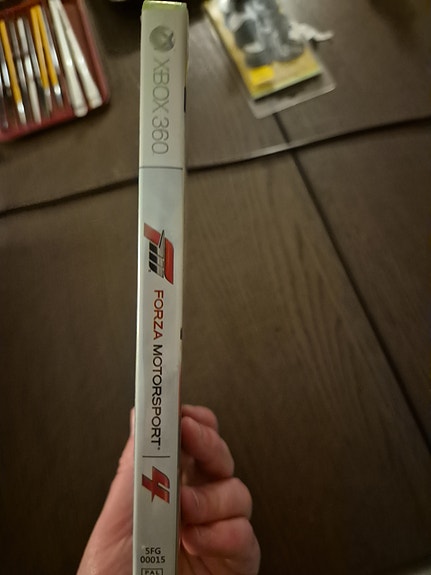 XBOX 360
FORZA MOTORSPORT
4
SFG
00015
PAL